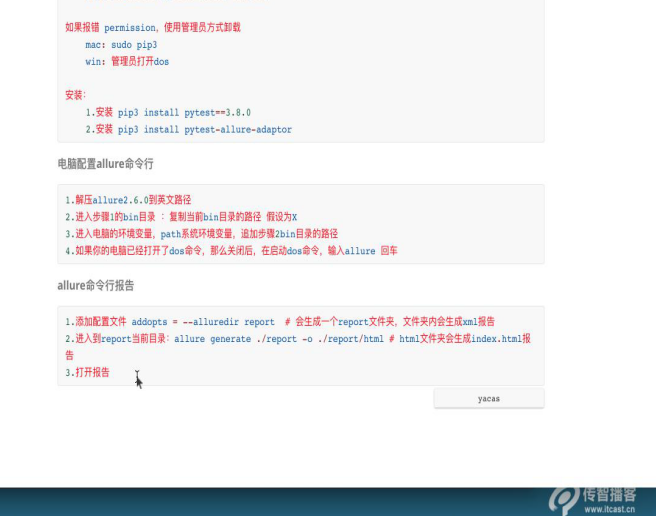 如果报错 permission, 使用管理员方式卸载
mac: sudo pip3
win: 管理员打开dos
安装:
1.安装 pip3 install pytest==3.8.0
2.安装 pip3 install pytest-allure-adaptor
电脑配置allure命令行
1.解压allure2.6.0到英文路径
2.进入步骤1的bin目录 : 复制当前bin目录的路径 假设为X
3.进入电脑的环境变量, path系统环境变量, 追加步骤2bin目录的路径
4.如果你的电脑已经打开了dos命令, 那么关闭后, 在启动dos命令, 输入allure 回车
allure命令行报告
1.添加配置文件 addopts = --alluredir report # 会生成一个report文件夹, 文件夹内会生成xml报告
2.进入到report当前目录: allure generate ./report -o ./report/html # html文件夹会生成index.html报
告
3.打开报告
yacas
传智播客
www.itcast.cn